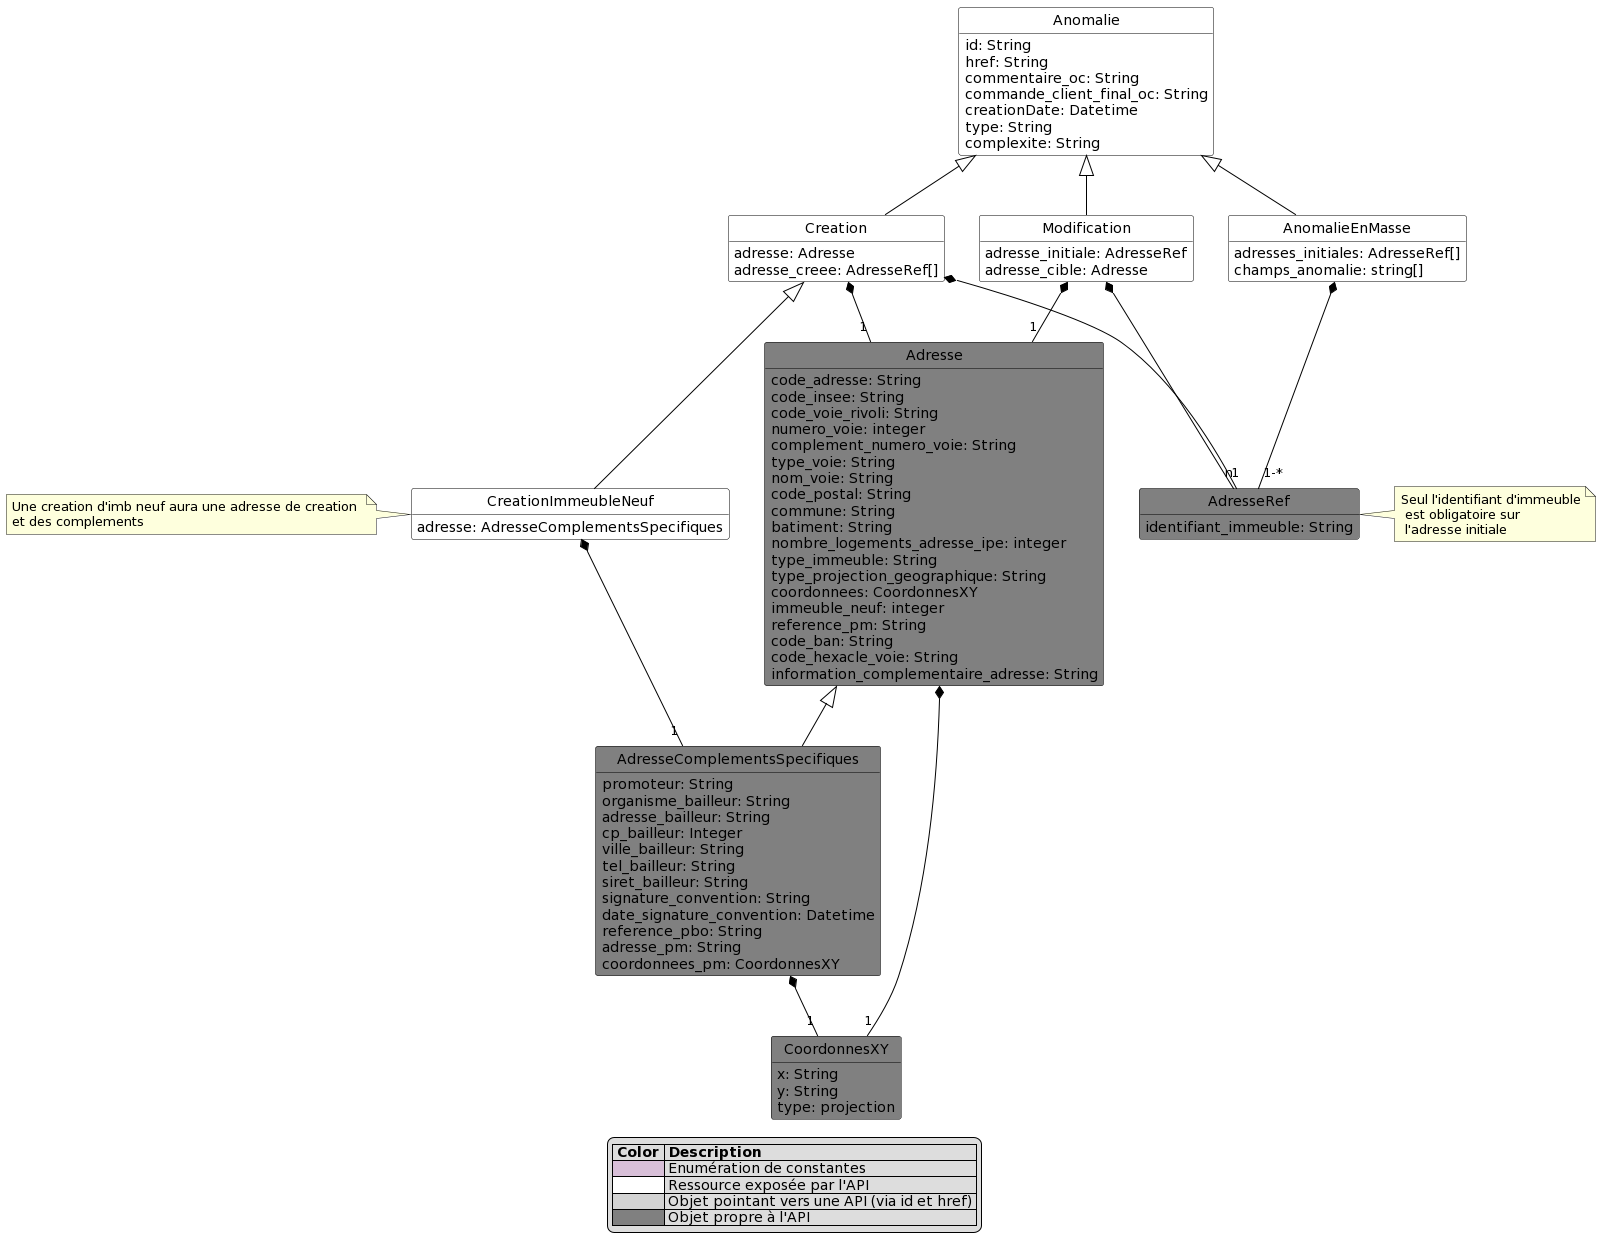 Anomalie
id: String
href: String
commentaire_oc: String
commande_client_final_oc: String
creationDate: Datetime
type: String
complexite: String
Creation
adresse: Adresse
adresse_creee: AdresseRef[]
Modification
adresse_initiale: AdresseRef
adresse_cible: Adresse
AnomalieEnMasse
adresses_initiales: AdresseRef[]
champs_anomalie: string[]
1
1
Adresse
code_adresse: String
code_insee: String
code_voie_rivoli: String
numero_voie: integer
complement_numero_voie: String
type_voie: String
nom_voie: String
code_postal: String
commune: String
batiment: String
nombre_logements_adresse_ipe: integer
type_immeuble: String
type_projection_geographique: String
coordonnees: CoordonnesXY
immeuble_neuf: integer
reference_pm: String
code_ban: String
code_hexacle_voie: String
information_complementaire_adresse: String
n
1
1-*
Une creation d'imb neuf aura une adresse de creation
et des complements
CreationImmeubleNeuf
adresse: AdresseComplementsSpecifiques
AdresseRef
identifiant_immeuble: String
Seul l'identifiant d'immeuble
est obligatoire sur
l'adresse initiale
1
AdresseComplementsSpecifiques
promoteur: String
organisme_bailleur: String
adresse_bailleur: String
cp_bailleur: Integer
ville_bailleur: String
tel_bailleur: String
siret_bailleur: String
signature_convention: String
date_signature_convention: Datetime
reference_pbo: String
adresse_pm: String
coordonnees_pm: CoordonnesXY
1
1
CoordonnesXY
x: String
y: String
type: projection
Color Description
Enumération de constantes
Ressource exposée par l'API
Objet pointant vers une API (via id et href)
Objet propre à l'API